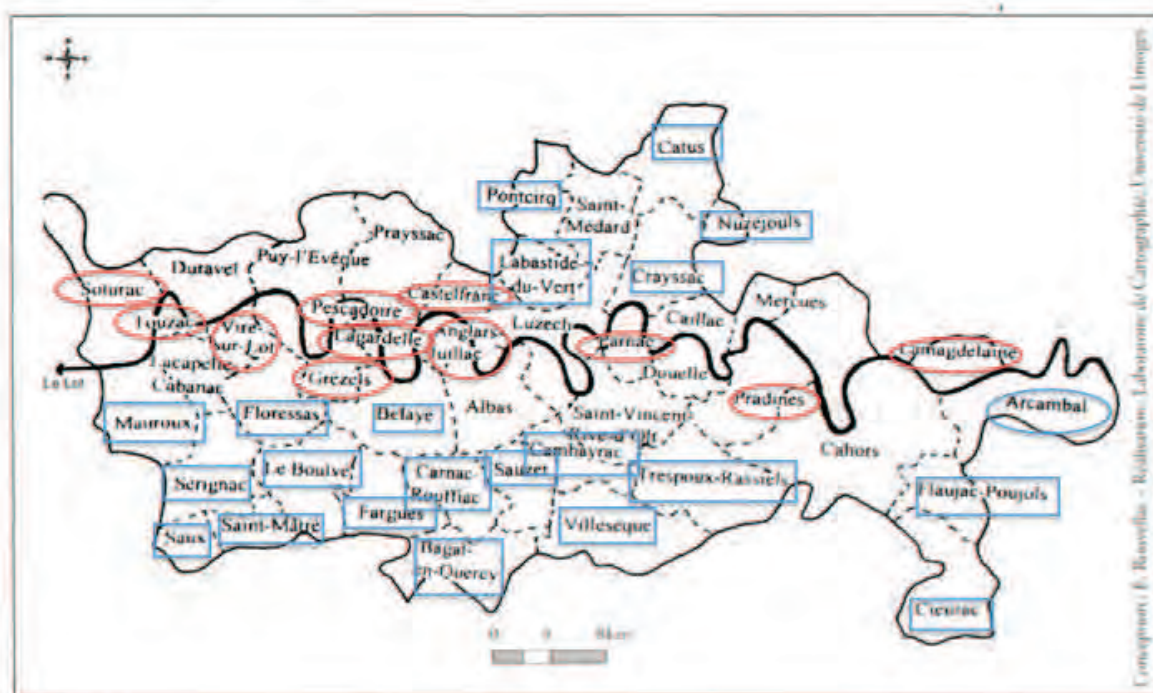 Catus
Pontcirq
Saint-
Médard
Nuzejouls
Prayssac
Puy-l'Evêque
Duravel
Labastide-
du-Vert
Crayssac
Soturac
Castelfranc
Mercues
Pescadoire
Touzac
Vire-
sur-Lot
Lagardelle
Anglars
Juillac
Luzech
Caillac
Lamagdelaine
Lacapelle
Cabanac
Le Lot
Grezels
Douelle
Pradines
Arcambal
Mauroux
Floressas
Belaye
Albas
Saint-Vincent
Rive-d'Olt
Cambayrac
Cahors
Serignac
Le Boulve
Carnac
Rouffiac
Sauzet
Trespoux-Rassiels
Flaujac-Poujols
Saux
Saint-Matré
Fargues
Villeseque
Bagat-
en-Quercy
Cieurac
0